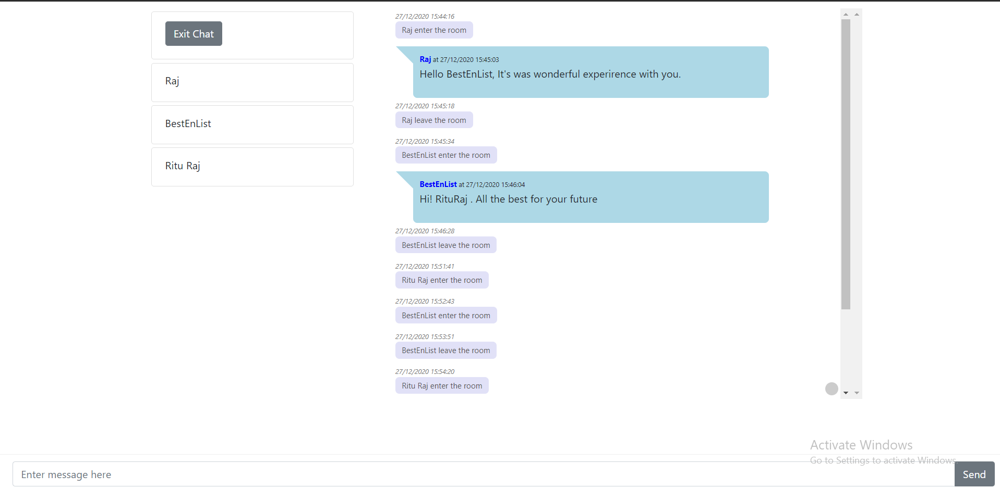 Exit Chat
Raj
BestEnList
Ritu Raj
27/12/2020 15:44:16
Raj enter the room
Raj at 27/12/2020 15:45:03
Hello BestEnList, It's was wonderful experirence with you.
27/12/2020 15:45:18
Raj leave the room
27/12/2020 15:45:34
BestEnList enter the room
BestEnList at 27/12/2020 15:46:04
Hi! RituRaj . All the best for your future
27/12/2020 15:46:28
BestEnList leave the room
27/12/2020 15:51:41
Ritu Raj enter the room
27/12/2020 15:52:43
BestEnList enter the room
27/12/2020 15:53:51
BestEnList leave the room
27/12/2020 15:54:20
Ritu Raj enter the room
Activate Windows
Go to Settings to activate Windows.
Enter message here
Send